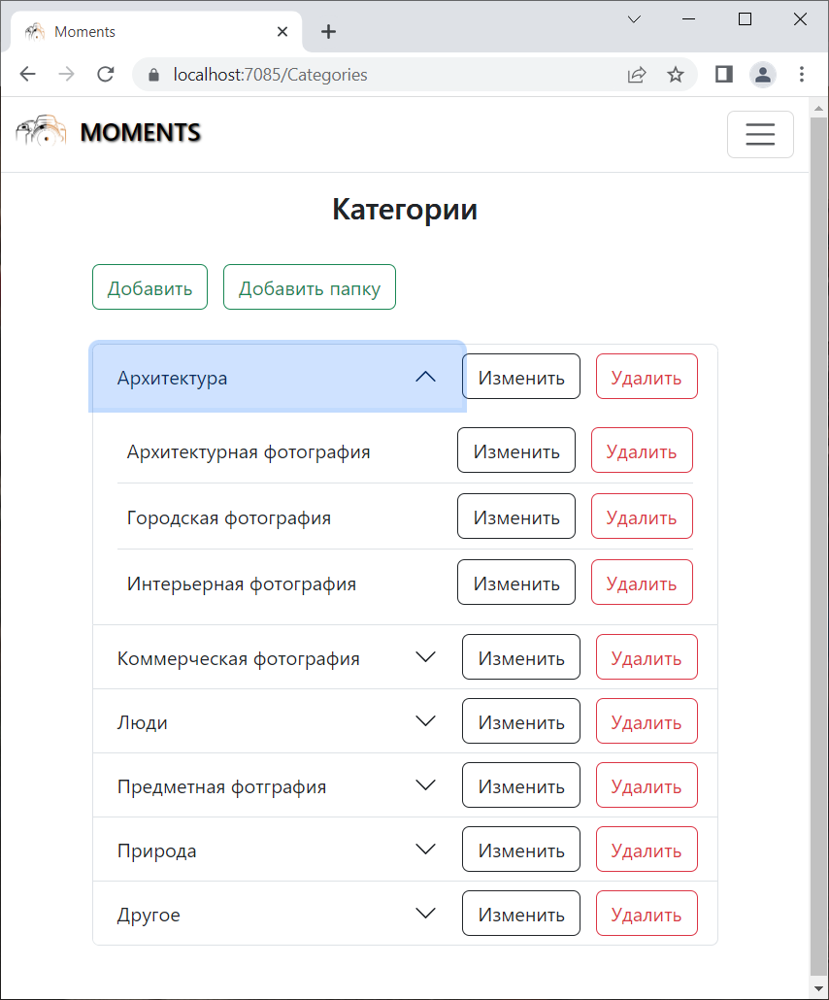 Moments
localhost:7085/Categories
MOMENTS
Категории
Добавить Добавить папку
Архитектура Изменить Удалить
Архитектурная фотография Изменить Удалить
Городская фотография Изменить Удалить
Интерьерная фотография Изменить Удалить
Коммерческая фотография Изменить Удалить
Люди Изменить Удалить
Предметная фотграфия Изменить Удалить
Природа Изменить Удалить
Другое Изменить Удалить